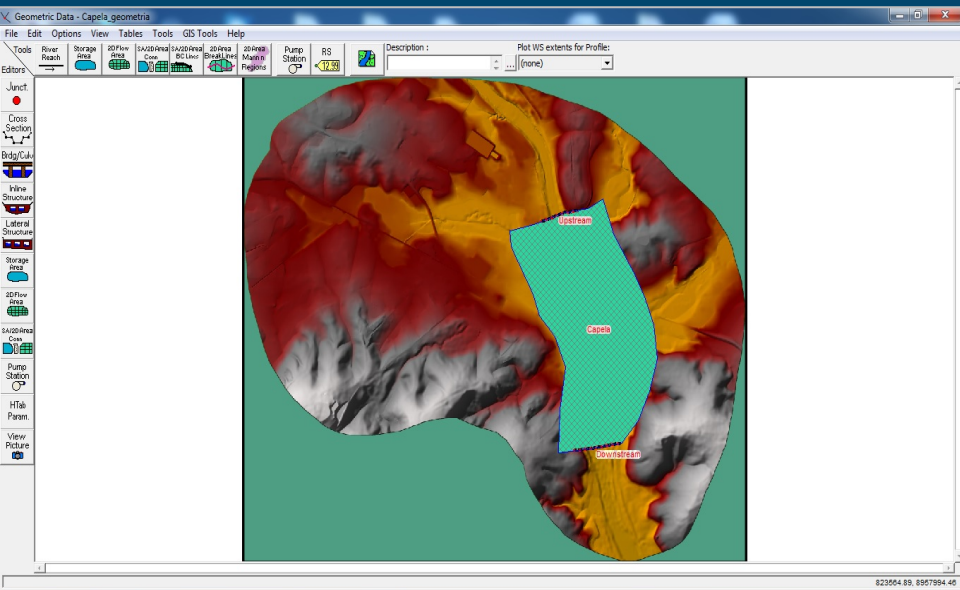 Geometric Data - Capela_geometria
File Edit Options View Tables Tools GIS Tools Help
Tools
Editors
River
Reach
Storage
Area
2D Flow
Area
SA/2D Area
Conn
SA/2D Area
BC Lines
2D Area
BreakLines
2D Area
Mann n
Regions
Pump
Station
RS
12.99
Description :
...
Plot WS extents for Profile:
(none)
Junct.
Cross
Section
Brdg/Culv
Inline
Structure
Lateral
Structure
Storage
Area
2D Flow
Area
SA/2D Area
Conn
Pump
Station
HTab
Param.
View
Picture
Upstream
Capela
Downstream
823564.89, 8957994.46